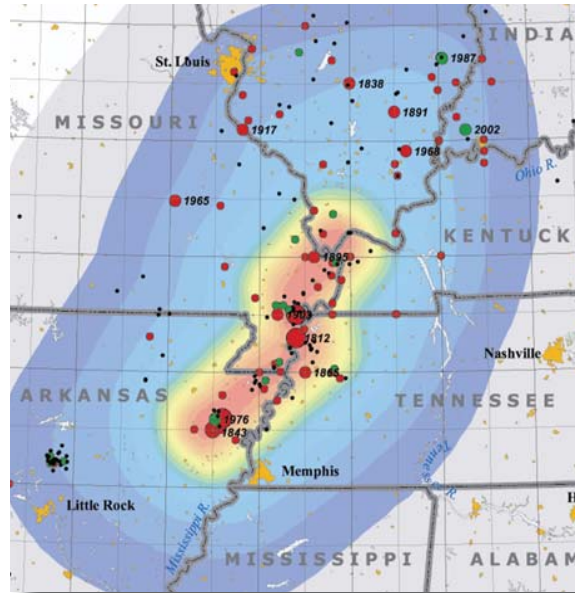 INDIA
1987
St. Louis
1838
1891
MISSOURI
1917
2002
1968
Ohio R.
1965
KENTUCK
1895
1812
Nashville
1865
ARKANSAS
TENNESSEE
1976
1843
Memphis
Tennessee R.
Little Rock
H
Mississippi R.
MISSISSIPPI
ALABAM